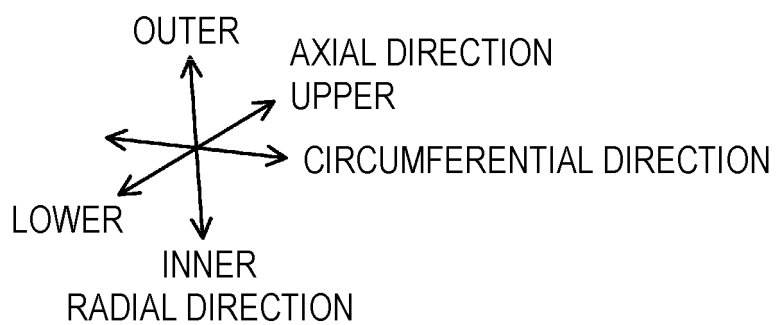 OUTER
AXIAL DIRECTION
UPPER
CIRCUMFERENTIAL DIRECTION
LOWER
INNER
RADIAL DIRECTION